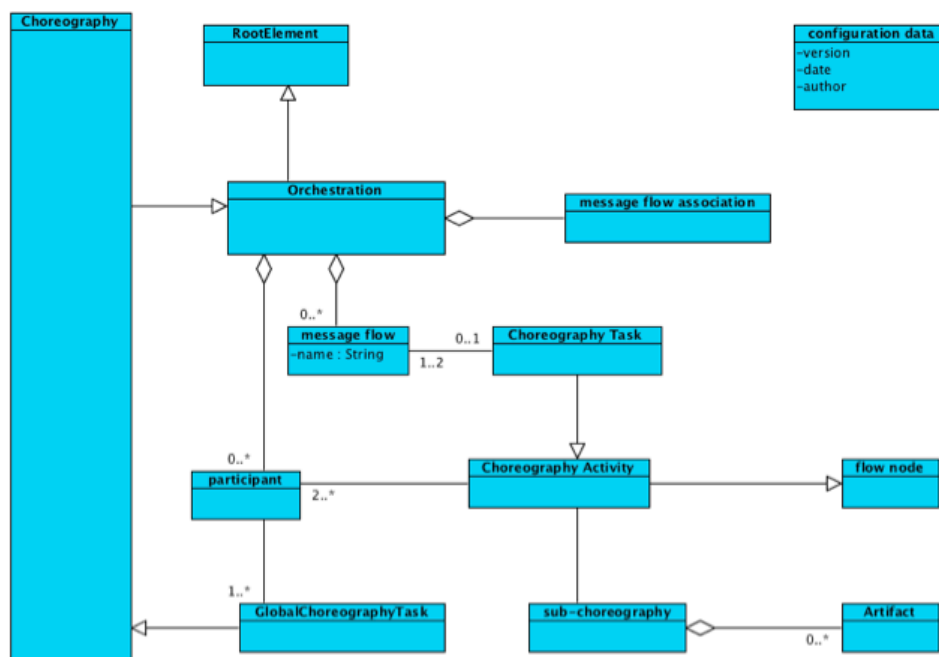 Choreography
RootElement
configuration data
-version
-date
-author
Orchestration
message flow association
0..*
message flow
-name : String
0..1
1..2
Choreography Task
0..*
participant
2..*
Choreography Activity
flow node
1..*
GlobalChoreographyTask
sub-choreography
Artifact
0..*